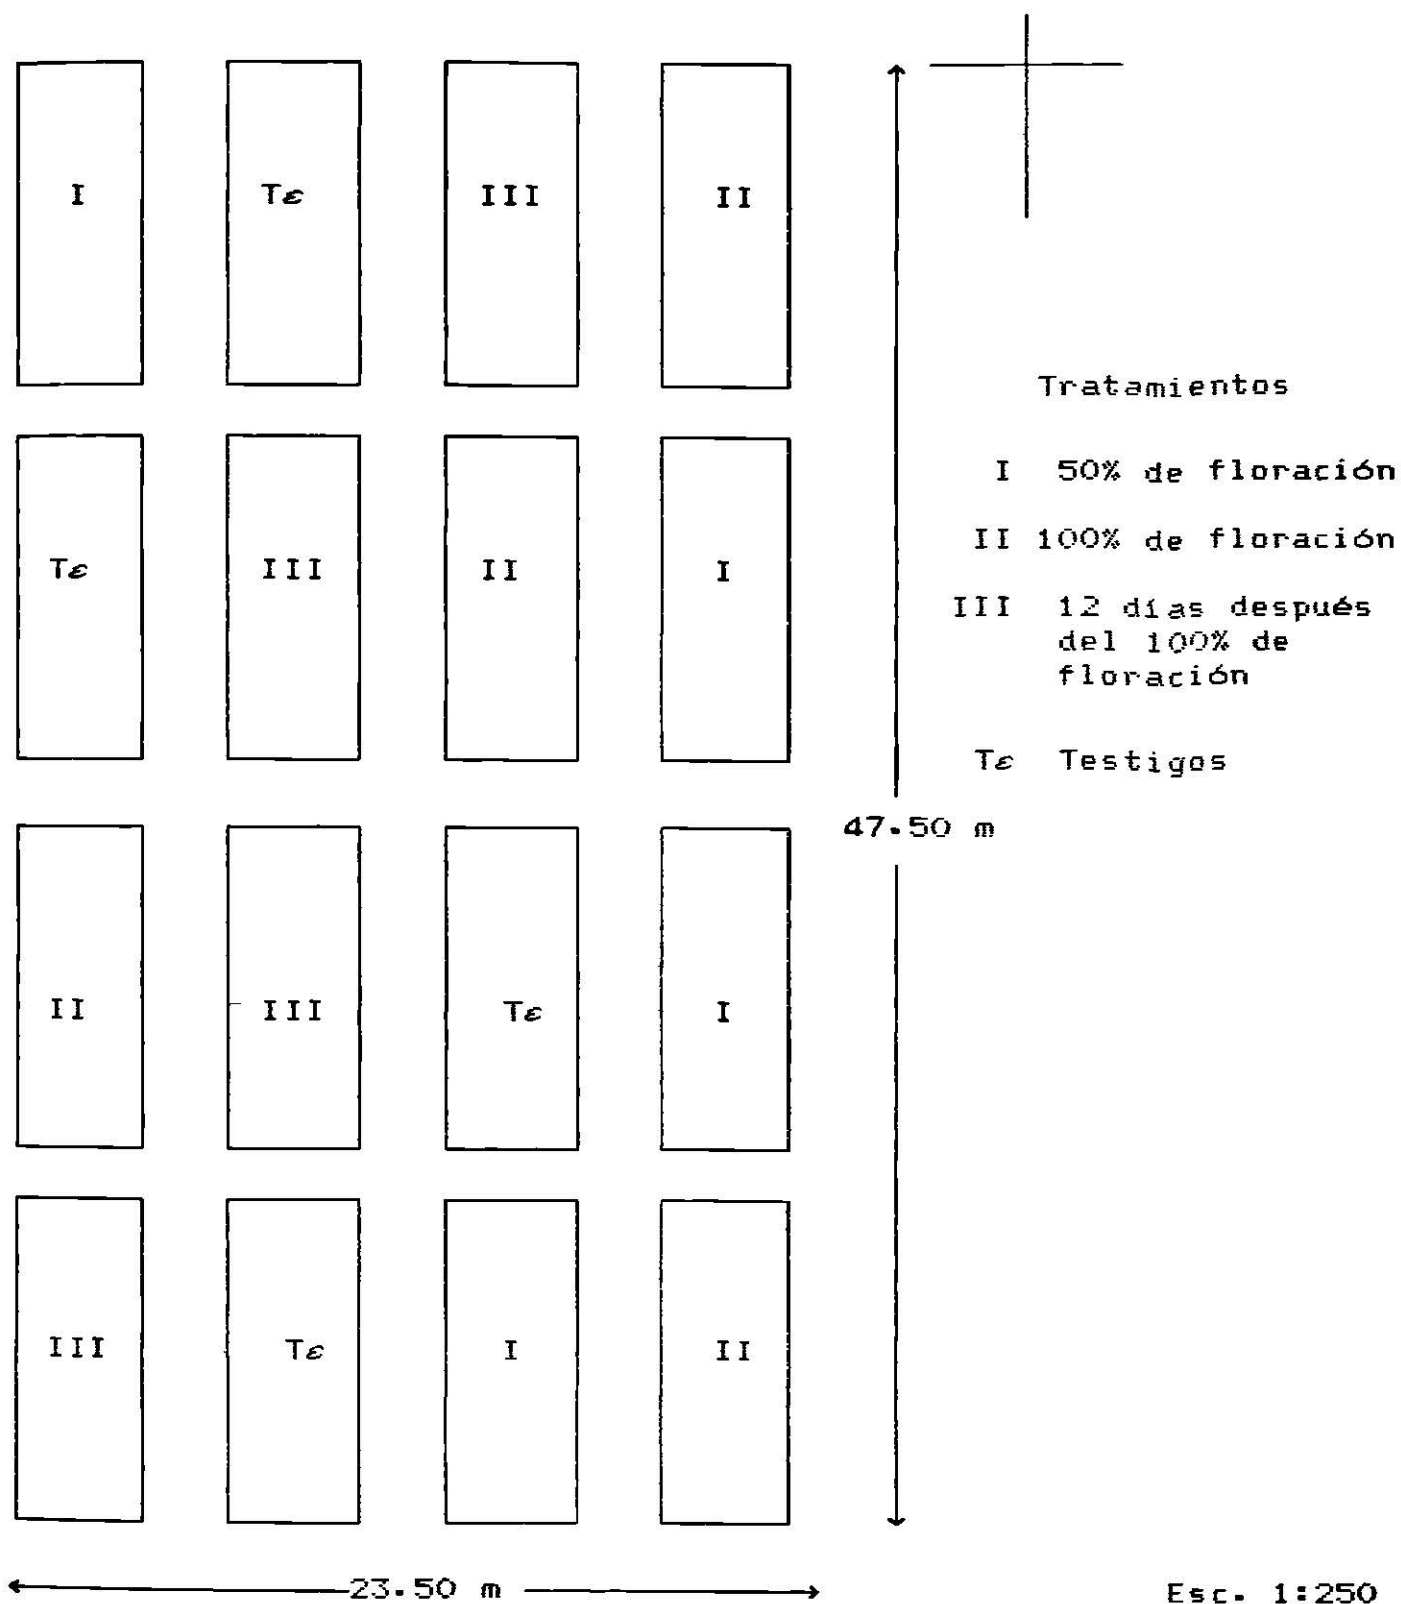 I Tε III II
Tratamientos
I 50% de floración
Tε III II I
II 100% de floración
III 12 días después
del 100% de
floración
Tε Testigos
47.50 m
II III Tε I
III Tε I II
23.50 m
Esc. 1:250